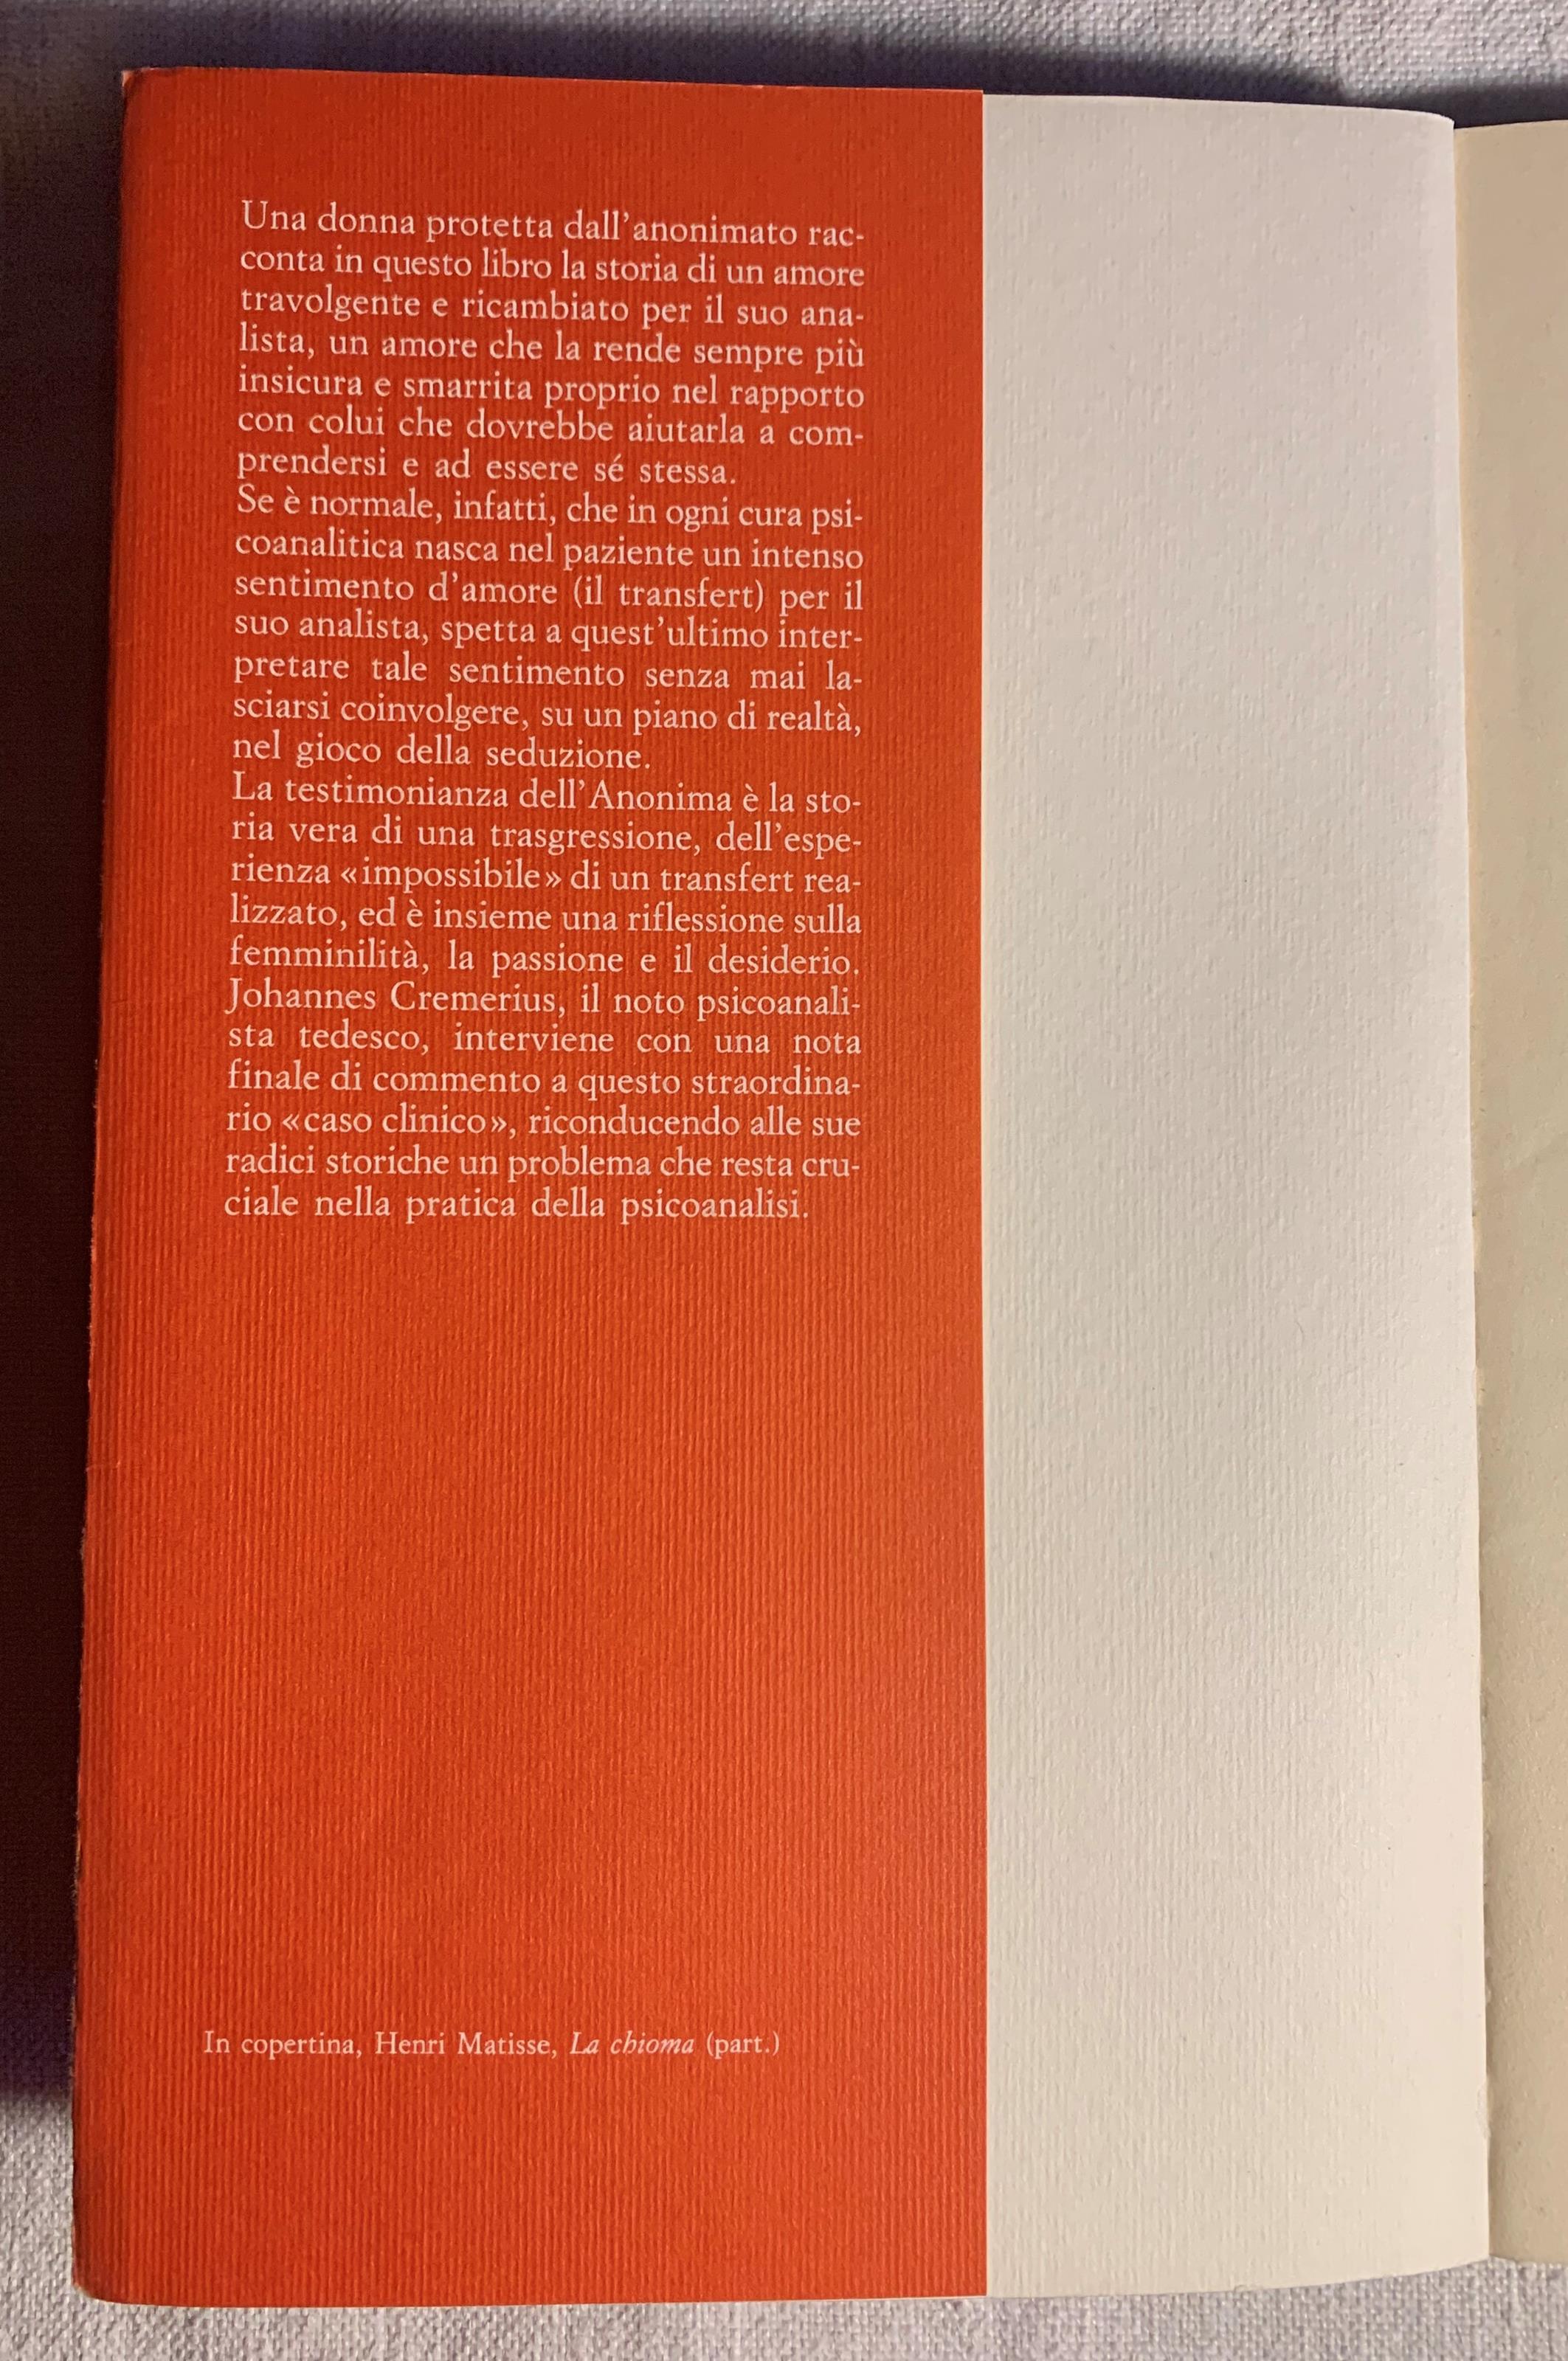 Una donna protetta dall'anonimato rac-
conta in questo libro la storia di un amore
travolgente e ricambiato per il suo ana-
lista, un amore che la rende sempre più
insicura e smarrita proprio nel rapporto
con colui che dovrebbe aiutarla a com-
prendersi e ad essere sé stessa.
Se è normale, infatti, che in ogni cura psi-
coanalitica nasca nel paziente un intenso
sentimento d'amore (il transfert) per il
suo analista, spetta a quest'ultimo inter-
pretare tale sentimento senza mai la-
sciarsi coinvolgere, su un piano di realtà,
nel gioco della seduzione.
La testimonianza dell'Anonima è la sto-
ria vera di una trasgressione, dell'espe-
rienza «impossibile» di un transfert rea-
lizzato, ed è insieme una riflessione sulla
femminilità, la passione e il desiderio.
Johannes Cremerius, il noto psicoanali-
sta tedesco, interviene con una nota
finale di commento a questo straordina-
rio «caso clinico», riconducendo alle sue
radici storiche un problema che resta cru-
ciale nella pratica della psicoanalisi.
In copertina, Henri Matisse, La chioma (part.)